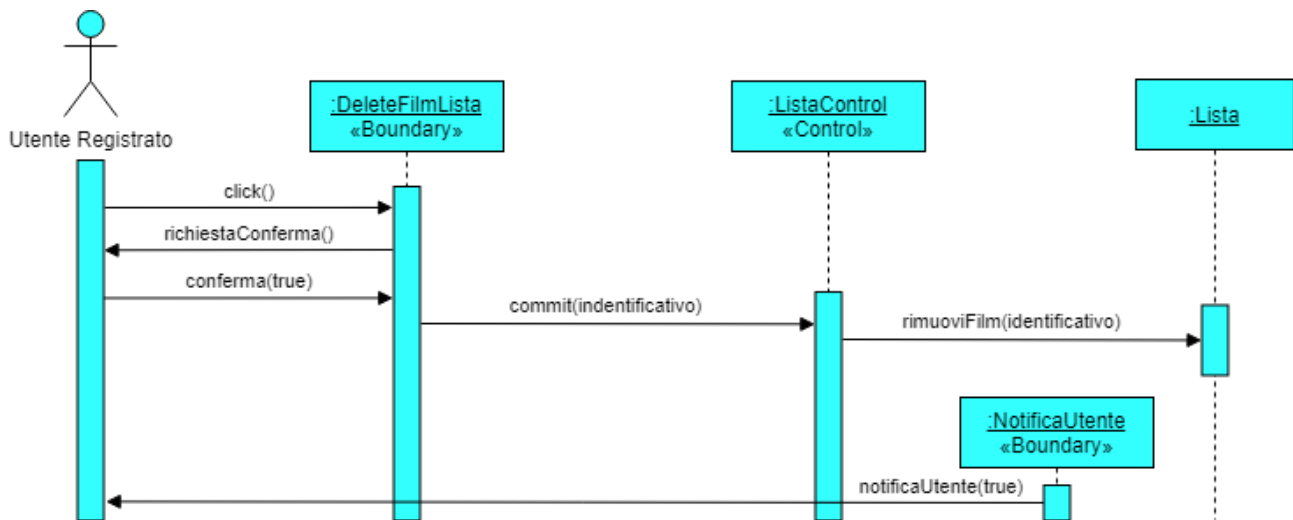 :DeleteFilmLista
«Boundary»
:ListaControl
«Control»
:Lista
Utente Registrato
click()
richiestaConferma()
conferma(true)
commit(indentificativo)
rimuoviFilm(identificativo)
:NotificaUtente
«Boundary»
notificaUtente(true)